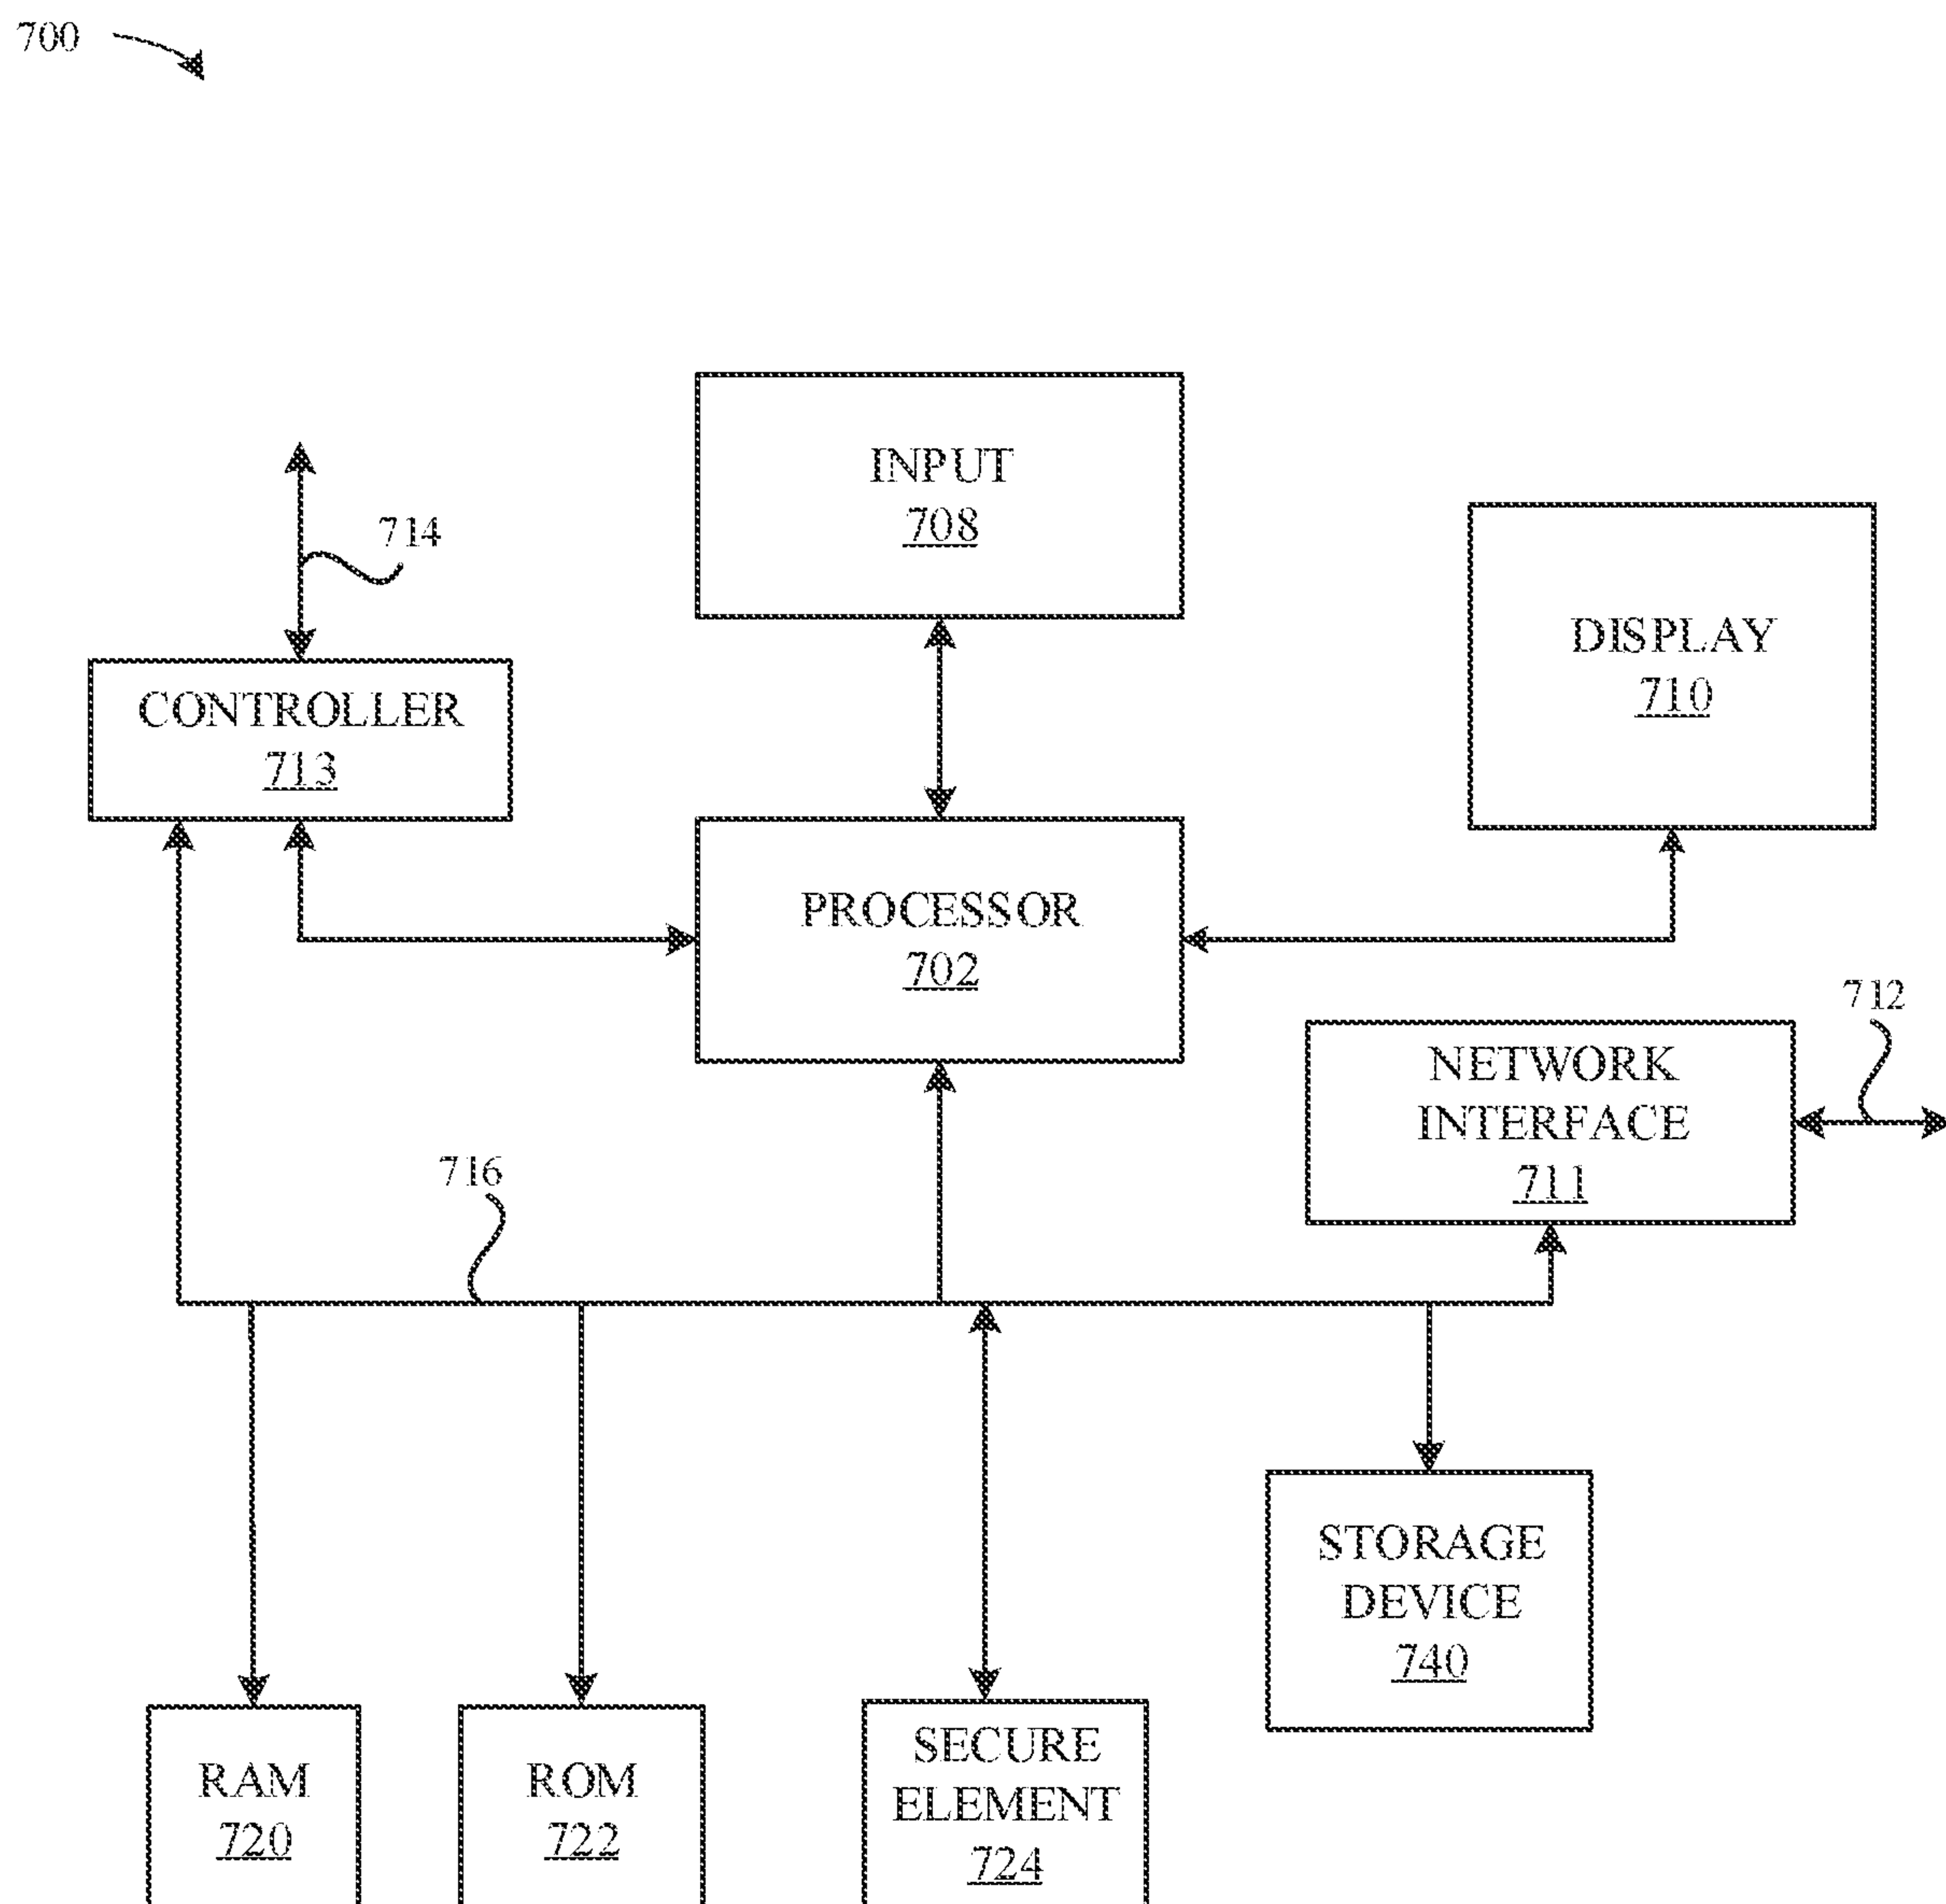 700
INPUT
708
714
DISPLAY
710
CONTROLLER
713
PROCESSOR
702
712
NETWORK
INTERFACE
711
716
STORAGE
DEVICE
740
RAM
720
ROM
722
SECURE
ELEMENT
724